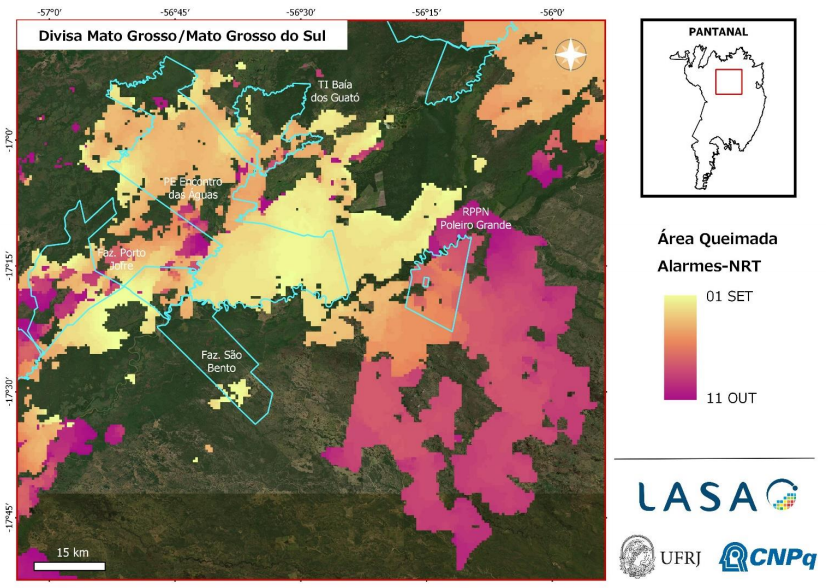 -57°0'
-56°45'
-56°30'
-56°15'
-56°0'
Divisa Mato Grosso/Mato Grosso do Sul
PANTANAL
TI Baía
dos Guató
-17°0'
PE Encontro
das Águas
RPPN
Poleiro Grande
Faz. Porto
Jofre
-17°15'
Área Queimada
Alarmes-NRT
01 SET
11 OUT
Faz. São
Bento
-17°30'
-17°45'
15 km
LASA
UFRJ
CNPq